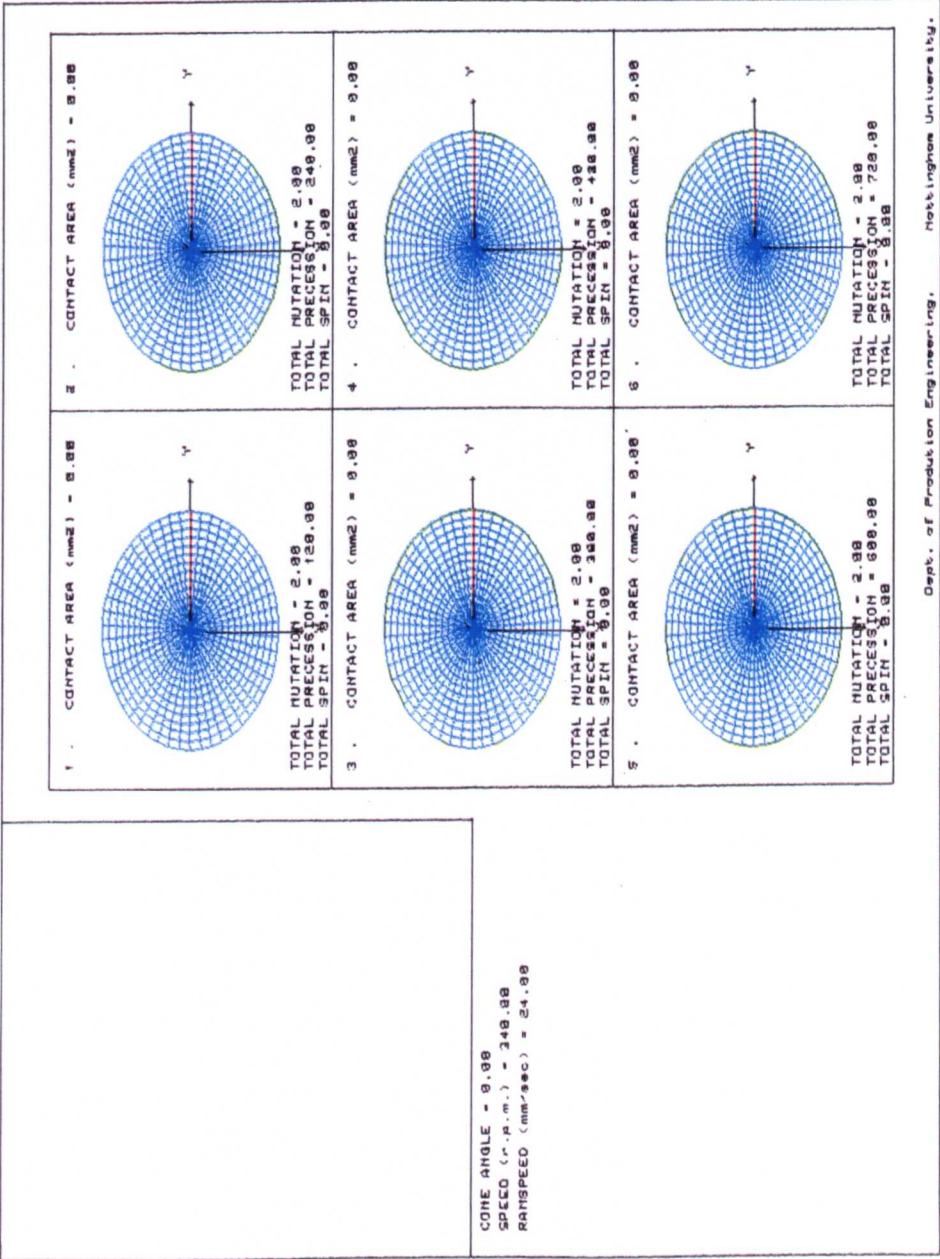 1 . CONTACT AREA (mm2) = 0.00
Y
TOTAL NUTATION = 2.00
TOTAL PRECESSION = 120.00
TOTAL SPIN = 0.00
2 . CONTACT AREA (mm2) = 0.00
Y
TOTAL NUTATION = 2.00
TOTAL PRECESSION = 240.00
TOTAL SPIN = 0.00
3 . CONTACT AREA (mm2) = 0.00
Y
TOTAL NUTATION = 2.00
TOTAL PRECESSION = 360.00
TOTAL SPIN = 0.00
4 . CONTACT AREA (mm2) = 0.00
Y
TOTAL NUTATION = 2.00
TOTAL PRECESSION = 480.00
TOTAL SPIN = 0.00
5 . CONTACT AREA (mm2) = 0.00
Y
TOTAL NUTATION = 2.00
TOTAL PRECESSION = 600.00
TOTAL SPIN = 0.00
6 . CONTACT AREA (mm2) = 0.00
Y
TOTAL NUTATION = 2.00
TOTAL PRECESSION = 720.00
TOTAL SPIN = 0.00
CONE ANGLE = 0.00
SPEED (r.p.m.) =
RAMSPEED (mm/sec) = 24.00
Dept. of Prodution Engineering. Nottingham University.